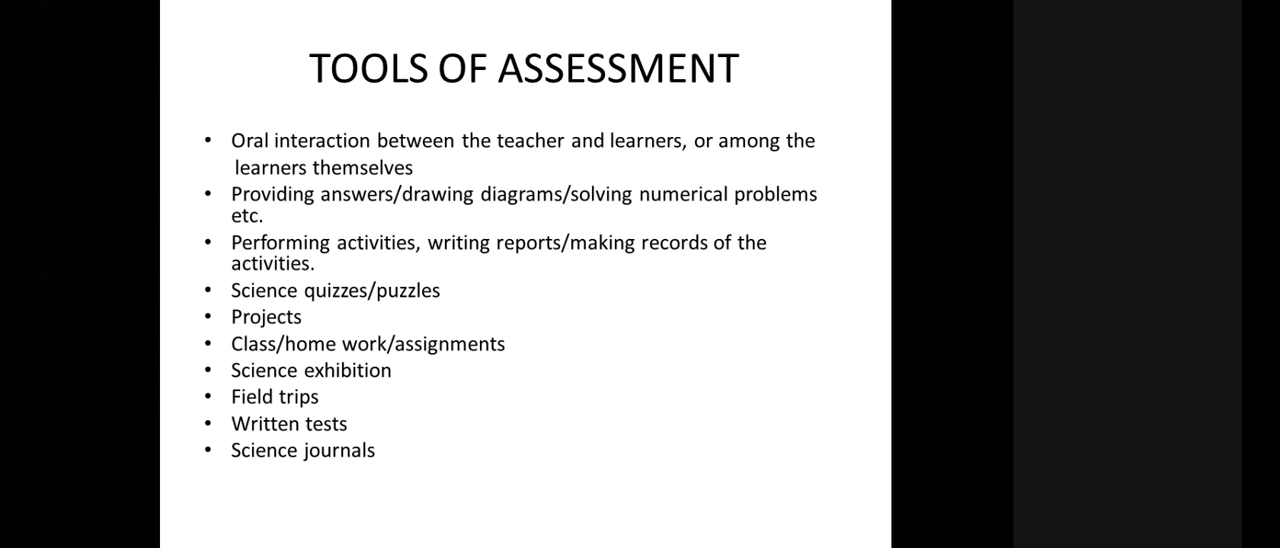 TOOLS OF ASSESSMENT
• Oral interaction between the teacher and learners, or among the
learners themselves
• Providing answers/drawing diagrams/solving numerical problems
etc.
• Performing activities, writing reports/making records of the
activities.
• Science quizzes/puzzles
• Projects
• Class/home work/assignments
• Science exhibition
• Field trips
• Written tests
• Science journals